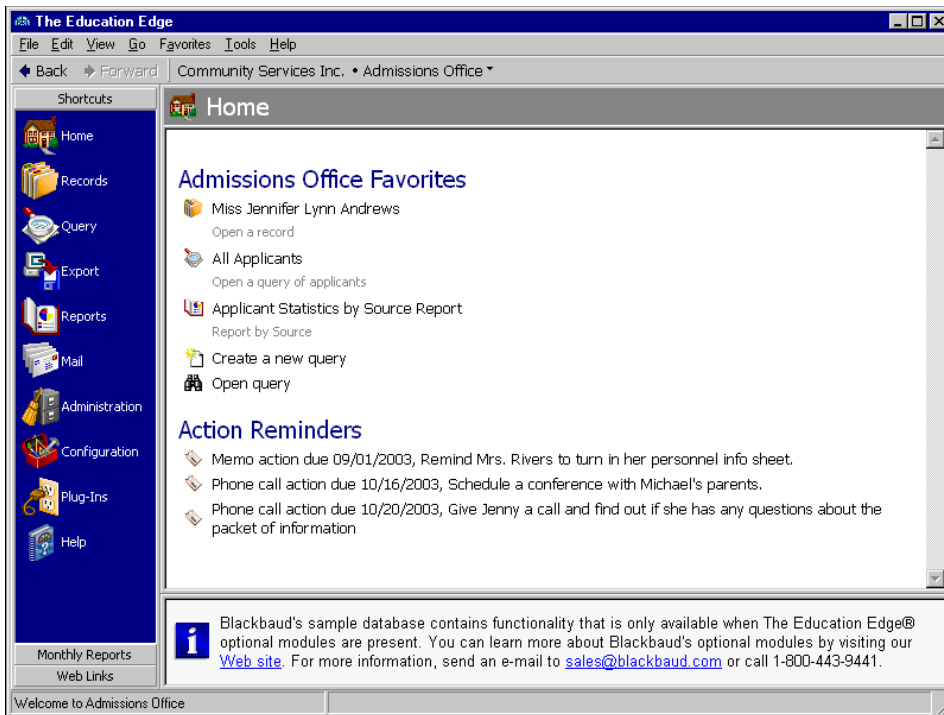 The Education Edge
File Edit View Go Favorites Tools Help
Back Forward Community Services Inc. • Admissions Office
Shortcuts
Home
Records
Query
Export
Reports
Mail
Administration
Configuration
Plug-Ins
Help
Monthly Reports
Web Links
Home
Admissions Office Favorites
Miss Jennifer Lynn Andrews
Open a record
All Applicants
Open a query of applicants
Applicant Statistics by Source Report
Report by Source
Create a new query
Open query
Action Reminders
Memo action due 09/01/2003, Remind Mrs. Rivers to turn in her personnel info sheet.
Phone call action due 10/16/2003, Schedule a conference with Michael's parents.
Phone call action due 10/20/2003, Give Jenny a call and find out if she has any questions about the
packet of information
Blackbaud's sample database contains functionality that is only available when The Education Edge®
optional modules are present. You can learn more about Blackbaud's optional modules by visiting our
Web site. For more information, send an e-mail to sales@blackbaud.com or call 1-800-443-9441.
Welcome to Admissions Office